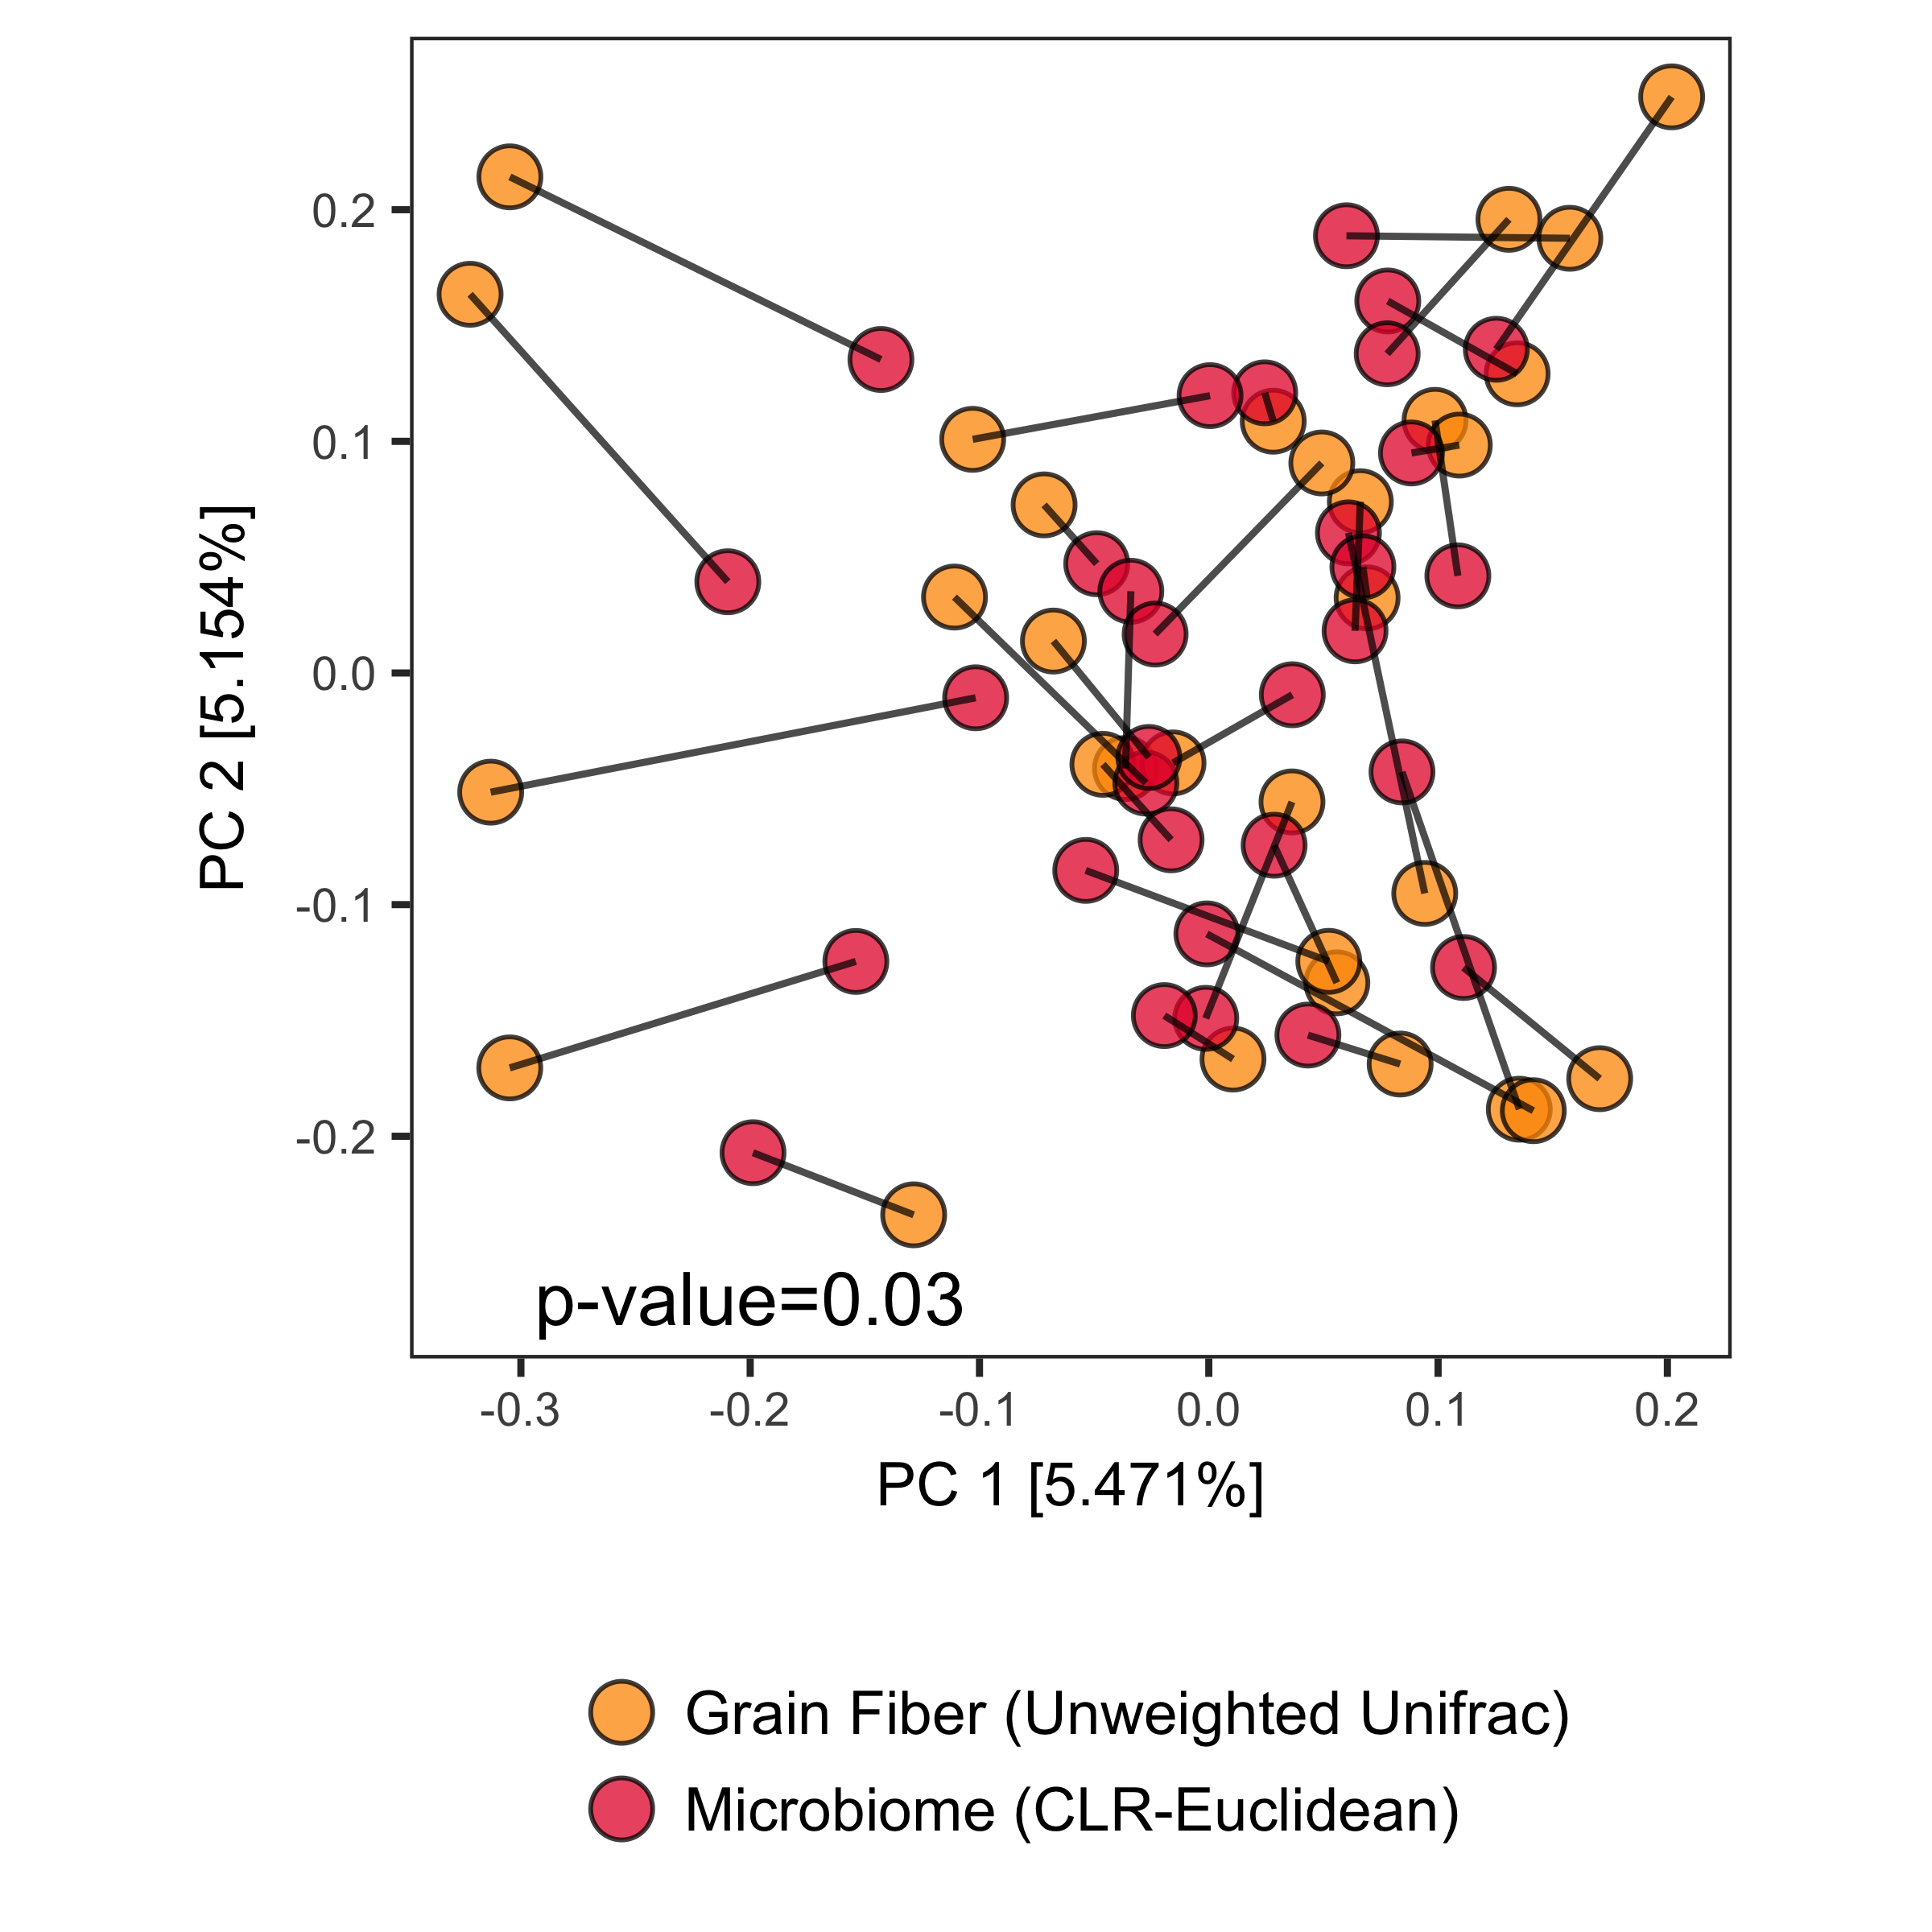 PC 2 [5.154%]
0.2
0.1
0.0
-0.1
-0.2
p-value=0.03
-0.3 -0.2 -0.1 0.0 0.1 0.2
PC 1 [5.471%]
Grain Fiber (Unweighted Unifrac)
Microbiome (CLR-Euclidean)